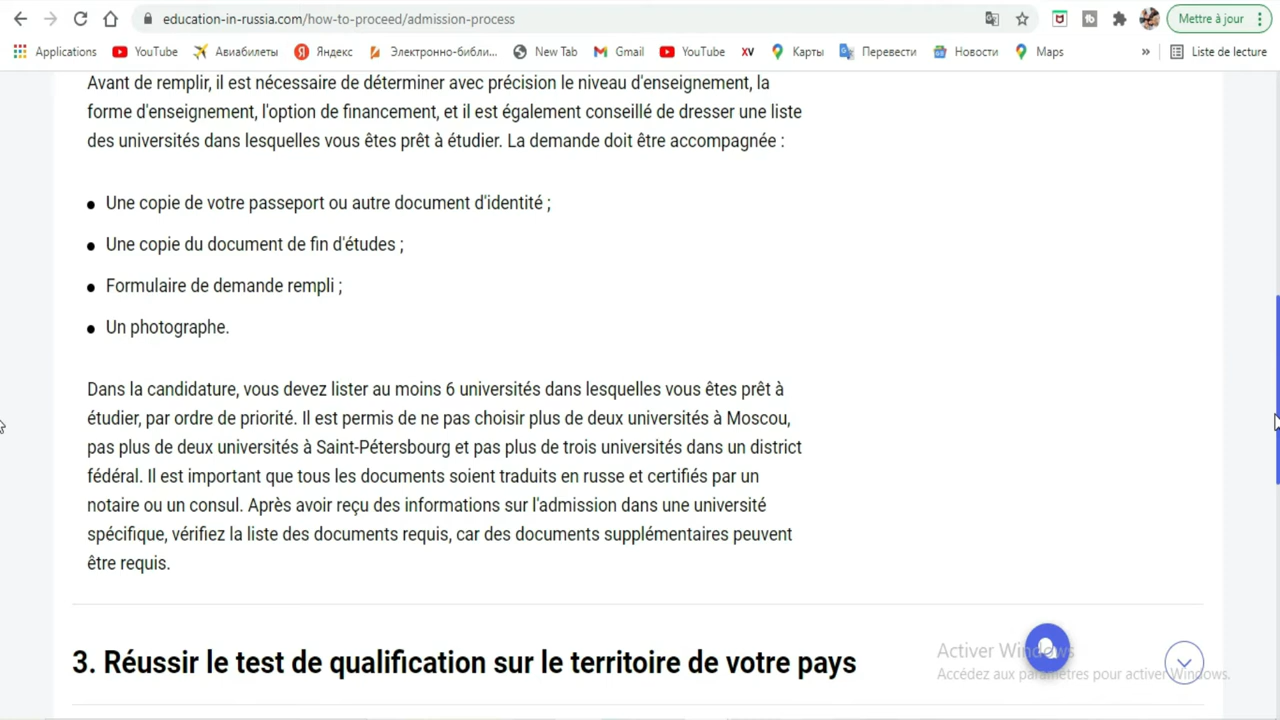 education-in-russia.com/how-to-proceed/admission-process
Mettre à jour
Applications YouTube Авиабилеты Яндекс Электронно-библи... New Tab Gmail YouTube XV Карты Перевести Новости Maps » Liste de lecture
Avant de remplir, il est nécessaire de déterminer avec précision le niveau d'enseignement, la
forme d'enseignement, l'option de financement, et il est également conseillé de dresser une liste
des universités dans lesquelles vous êtes prêt à étudier. La demande doit être accompagnée :
● Une copie de votre passeport ou autre document d'identité ;
● Une copie du document de fin d'études ;
● Formulaire de demande rempli ;
● Un photographe.
Dans la candidature, vous devez lister au moins 6 universités dans lesquelles vous êtes prêt à
étudier, par ordre de priorité. Il est permis de ne pas choisir plus de deux universités à Moscou,
pas plus de deux universités à Saint-Pétersbourg et pas plus de trois universités dans un district
fédéral. Il est important que tous les documents soient traduits en russe et certifiés par un
notaire ou un consul. Après avoir reçu des informations sur l'admission dans une université
spécifique, vérifiez la liste des documents requis, car des documents supplémentaires peuvent
être requis.
3. Réussir le test de qualification sur le territoire de votre pays
Activer Windows
Accédez aux paramètres pour activer Windows.